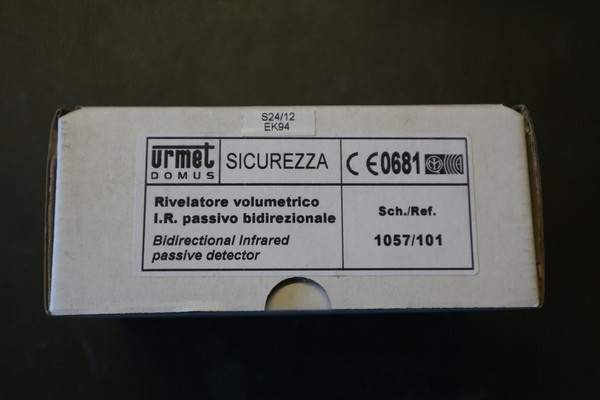 S24/12
EK94
urmet
DOMUS
SICUREZZA
CE0681
Rivelatore volumetrico
I.R. passivo bidirezionale
Bidirectional Infrared
passive detector
Sch./Ref.
1057/101